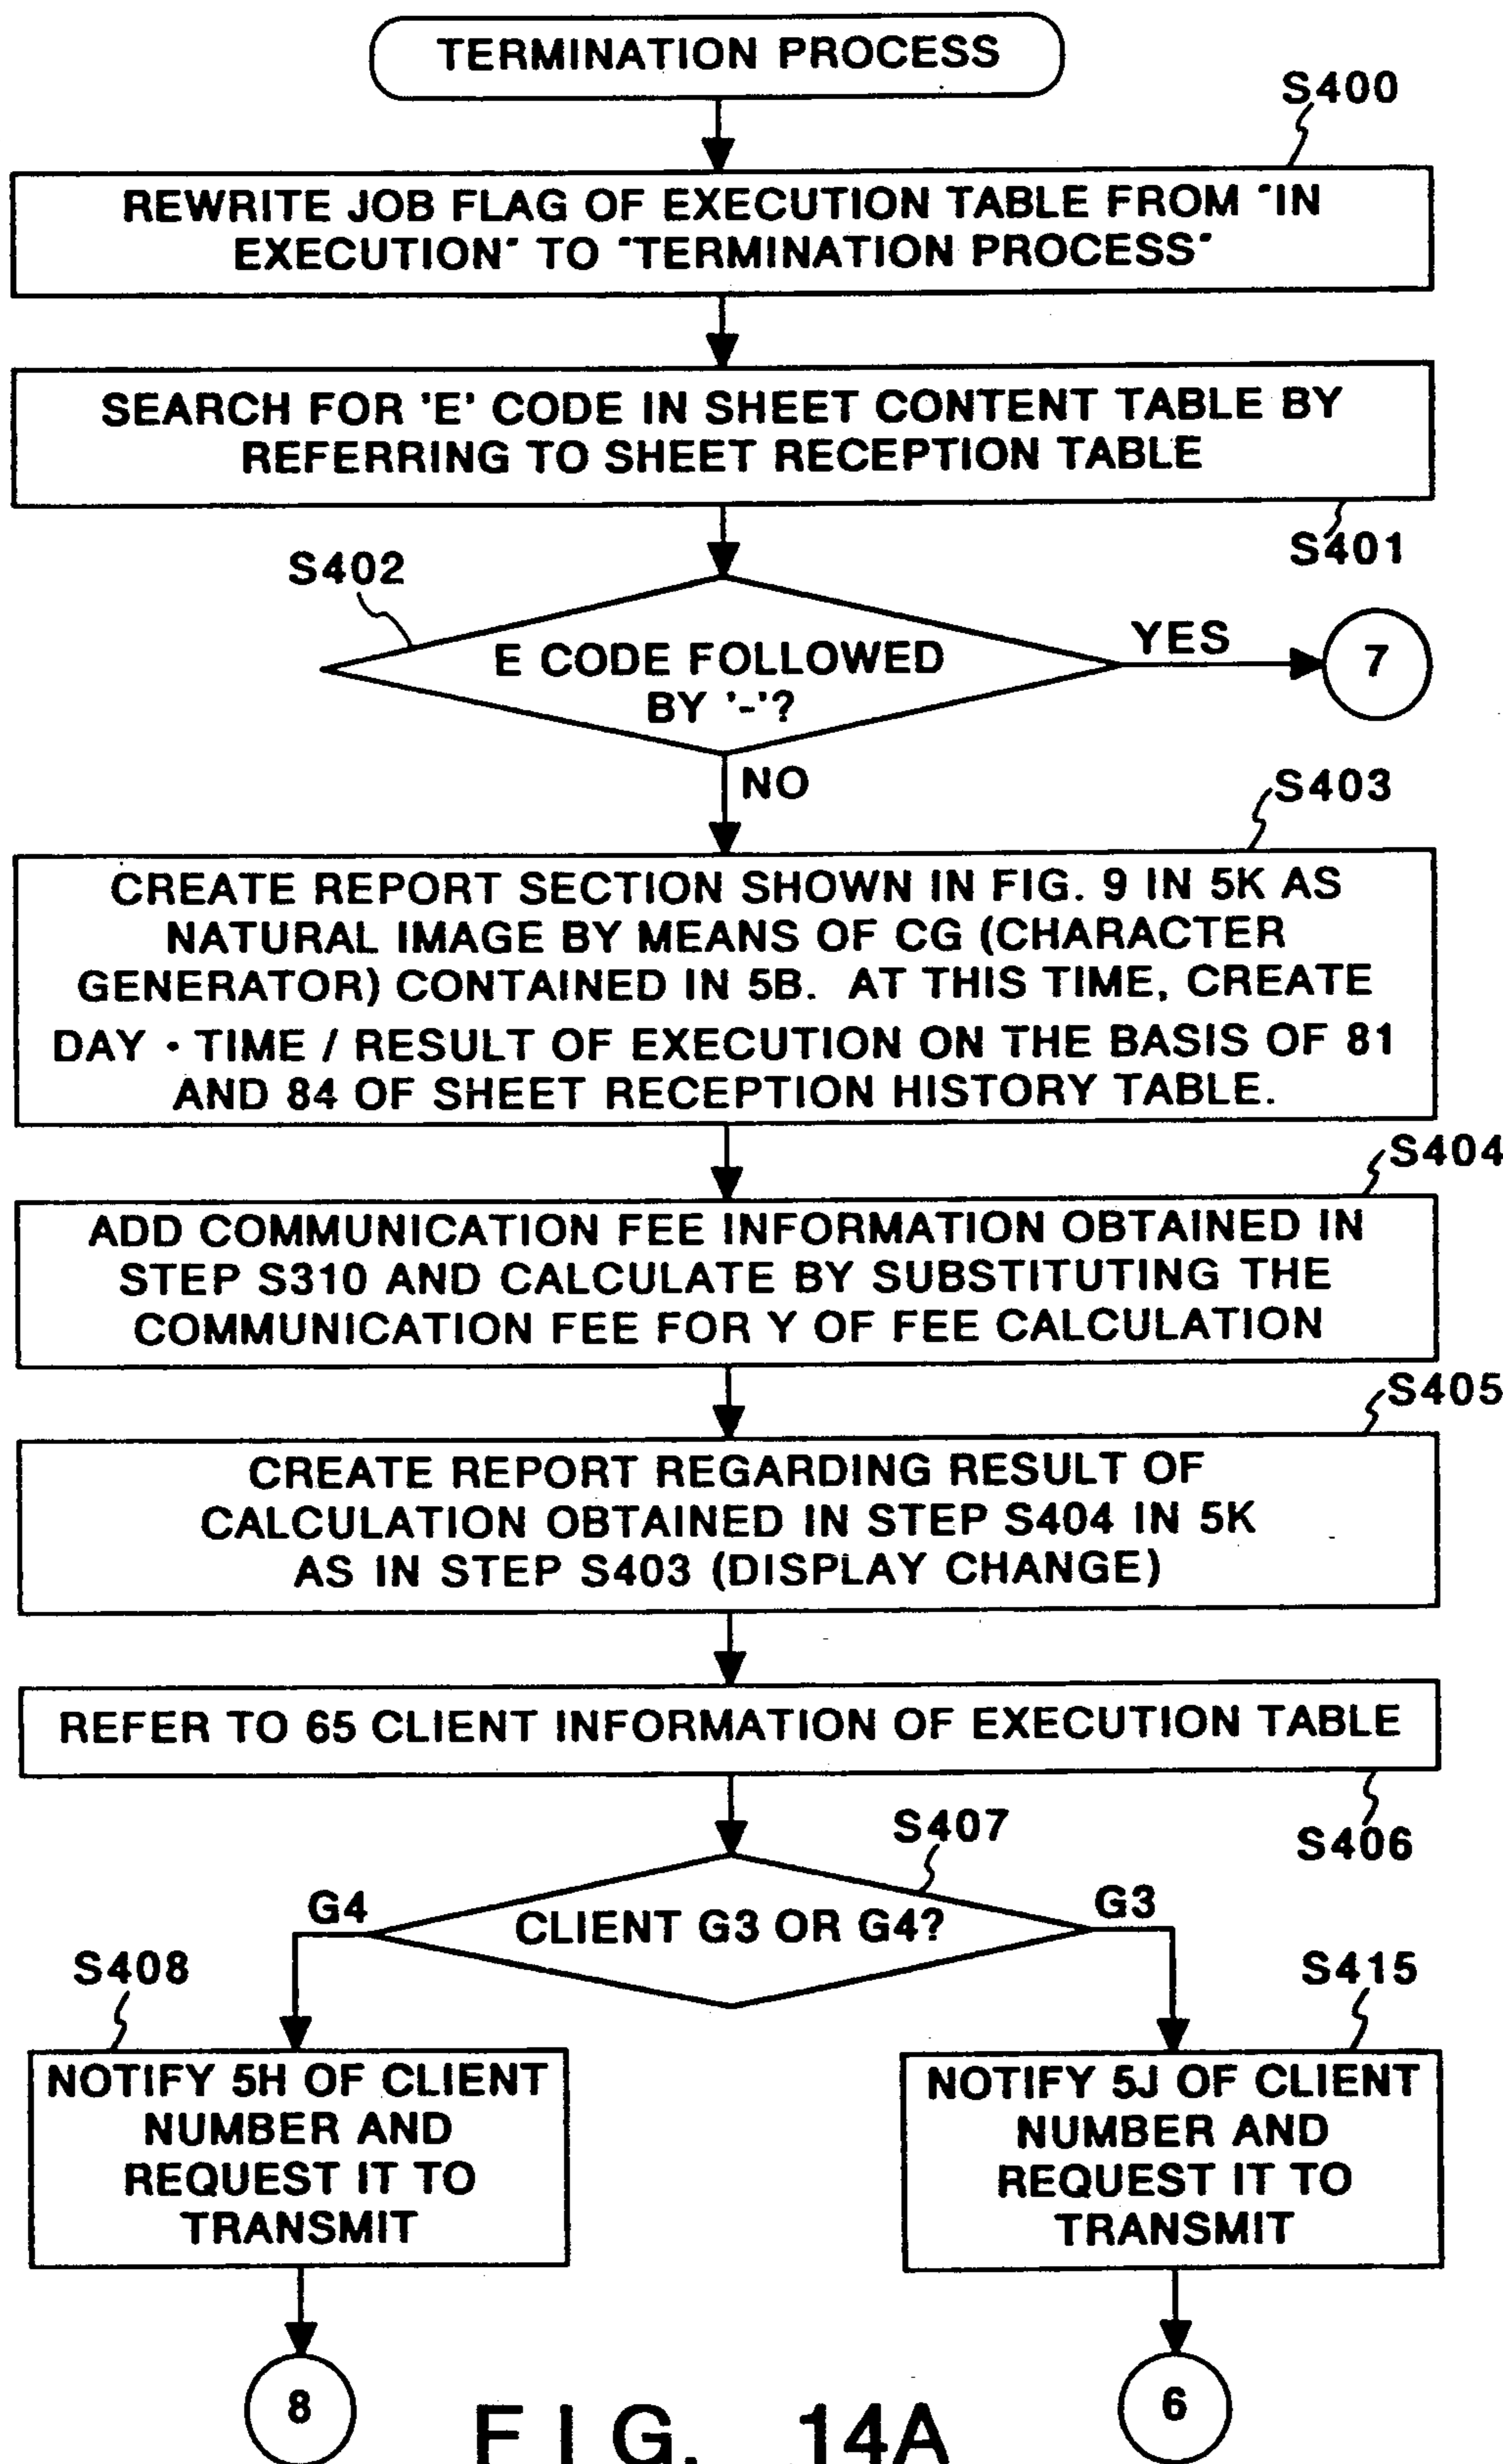 TERMINATION PROCESS
S400
REWRITE JOB FLAG OF EXECUTION TABLE FROM "IN
EXECUTION" TO "TERMINATION PROCESS"
SEARCH FOR 'E' CODE IN SHEET CONTENT TABLE BY
REFERRING TO SHEET RECEPTION TABLE
S401
S402
E CODE FOLLOWED
BY '-'?
YES
7
NO
S403
CREATE REPORT SECTION SHOWN IN FIG. 9 IN 5K AS
NATURAL IMAGE BY MEANS OF CG (CHARACTER
GENERATOR) CONTAINED IN 5B. AT THIS TIME, CREATE
DAY · TIME / RESULT OF EXECUTION ON THE BASIS OF 81
AND 84 OF SHEET RECEPTION HISTORY TABLE.
S404
ADD COMMUNICATION FEE INFORMATION OBTAINED IN
STEP S310 AND CALCULATE BY SUBSTITUTING THE
COMMUNICATION FEE FOR Y OF FEE CALCULATION
S405
CREATE REPORT REGARDING RESULT OF
CALCULATION OBTAINED IN STEP S404 IN 5K
AS IN STEP S403 (DISPLAY CHANGE)
REFER TO 65 CLIENT INFORMATION OF EXECUTION TABLE
S406
S407
CLIENT G3 OR G4?
G4
G3
S408
NOTIFY 5H OF CLIENT
NUMBER AND
REQUEST IT TO
TRANSMIT
S415
NOTIFY 5J OF CLIENT
NUMBER AND
REQUEST IT TO
TRANSMIT
8
6
FIG. 14A